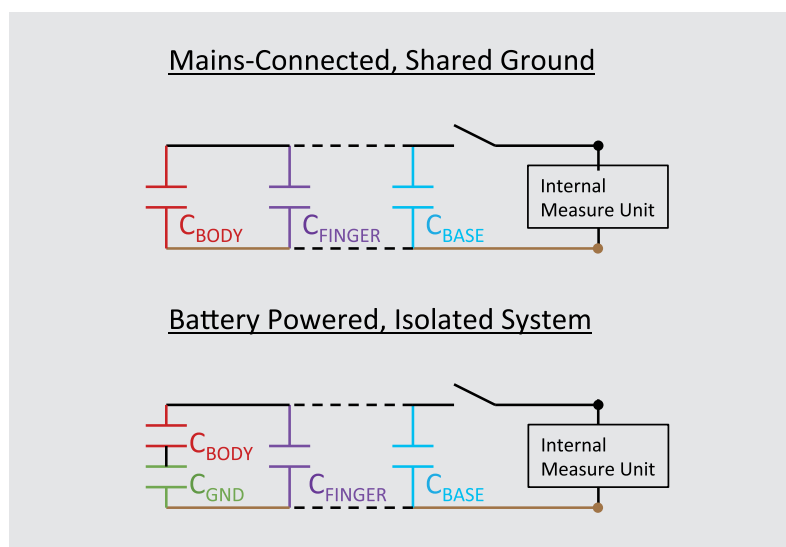 Mains-Connected, Shared Ground
Internal
Measure Unit
CBODY
CFINGER
CBASE
Battery Powered, Isolated System
Internal
Measure Unit
CBODY
CGND
CFINGER
CBASE